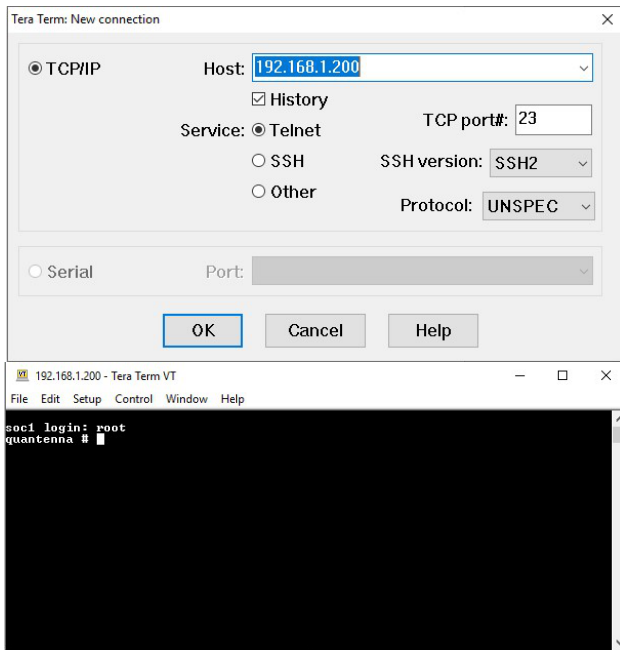 Tera Term: New connection
TCP/IP
Host: 192.168.1.200
History
Service: Telnet
TCP port#: 23
SSH
SSH version: SSH2
Other
Protocol: UNSPEC
Serial
Port:
OK Cancel Help
VT 192.168.1.200 - Tera Term VT
File Edit Setup Control Window Help
soc1 login: root
quantenna #